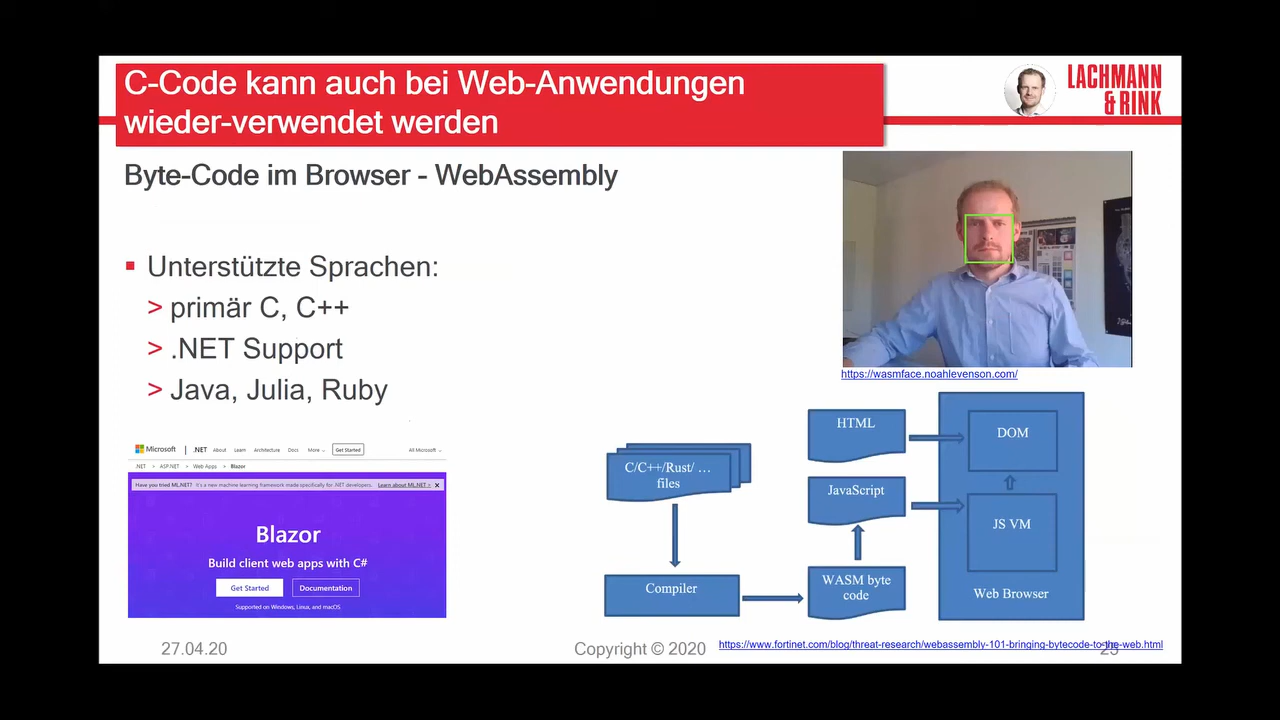 C-Code kann auch bei Web-Anwendungen
wieder-verwendet werden
LACHMANN
& RINK
Byte-Code im Browser - WebAssembly
Unterstützte Sprachen:
> primär C, C++
> .NET Support
> Java, Julia, Ruby
https://wasmface.noahlevenson.com/
Microsoft | .NET About Learn Architecture Docs More Get Started All Microsoft
.NET > ASP.NET > Web Apps > Blazor
Have you tried ML.NET? It's a new machine learning framework made specifically for .NET developers. Learn about ML.NET > ×
Blazor
Build client web apps with C#
Get Started Documentation
Supported on Windows, Linux, and macOS
C/C++/Rust/ …
files
Compiler
HTML
JavaScript
WASM byte
code
DOM
JS VM
Web Browser
27.04.20
Copyright © 2020
https://www.fortinet.com/blog/threat-research/webassembly-101-bringing-bytecode-to-the-web.html